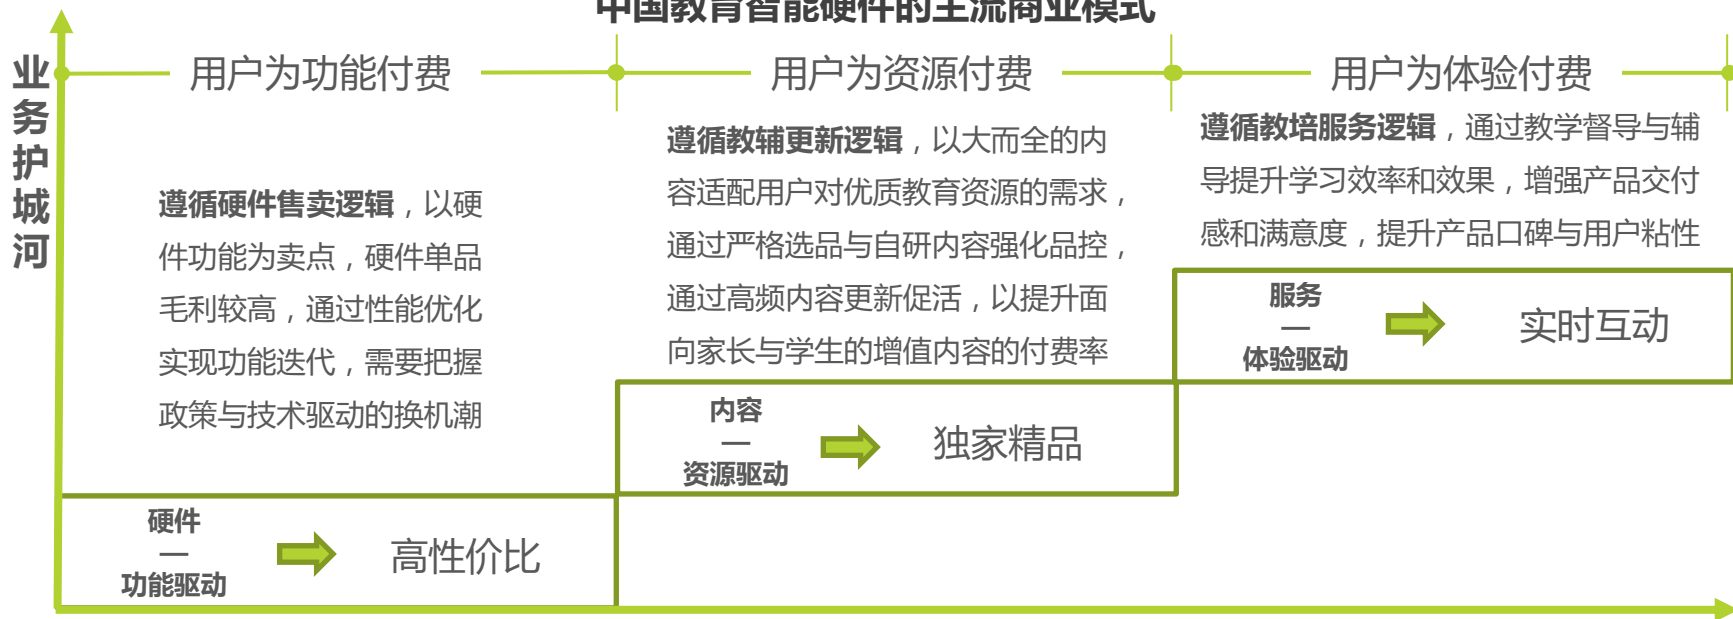 中国教育智能硬件的主流商业模式
业务护城河
用户为功能付费
遵循硬件售卖逻辑，以硬
件功能为卖点，硬件单品
毛利较高，通过性能优化
实现功能迭代，需要把握
政策与技术驱动的换机潮
硬件
—
功能驱动
高性价比
用户为资源付费
遵循教辅更新逻辑，以大而全的内
容适配用户对优质教育资源的需求，
通过严格选品与自研内容强化品控，
通过高频内容更新促活，以提升面
向家长与学生的增值内容的付费率
内容
—
资源驱动
独家精品
用户为体验付费
遵循教培服务逻辑，通过教学督导与辅
导提升学习效率和效果，增强产品交付
感和满意度，提升产品口碑与用户粘性
服务
—
体验驱动
实时互动